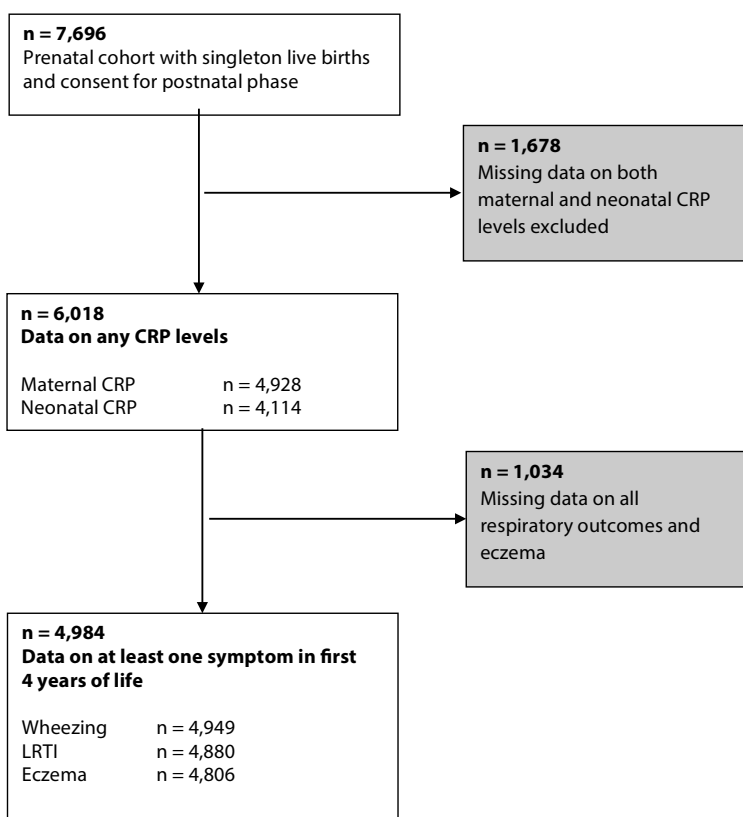 n = 7,696
Prenatal cohort with singleton live births
and consent for postnatal phase
n = 1,678
Missing data on both
maternal and neonatal CRP
levels excluded
n = 6,018
Data on any CRP levels
Maternal CRP n = 4,928
Neonatal CRP n = 4,114
n = 1,034
Missing data on all
respiratory outcomes and
eczema
n = 4,984
Data on at least one symptom in first
4 years of life
Wheezing n = 4,949
LRTI n = 4,880
Eczema n = 4,806